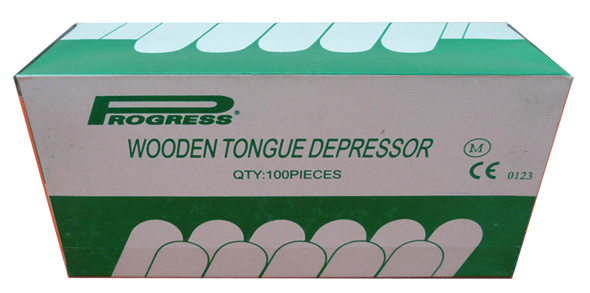 PROGRESS®
WOODEN TONGUE DEPRESSOR
QTY:100PIECES
M
CE 0123